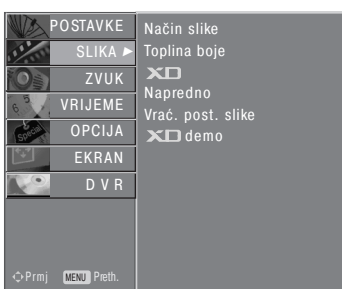 POSTAVKE
SLIKA
ZVUK
VRIJEME
OPCIJA
EKRAN
D V R
Način slike
Toplina boje
XD
Napredno
Vrać. post. slike
XD demo
Prmj MENU Preth.